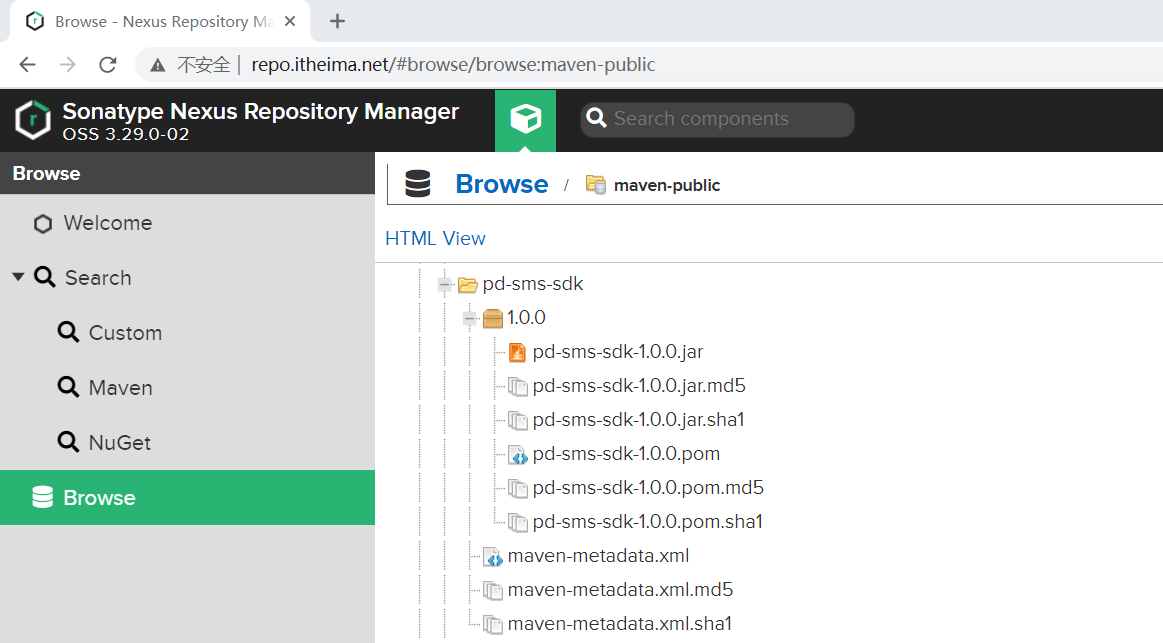 Browse - Nexus Repository Ma
不安全 | repo.itheima.net/#browse/browse:maven-public
Sonatype Nexus Repository Manager
OSS 3.29.0-02
Search components
Browse
Welcome
Search
Custom
Maven
NuGet
Browse
Browse / maven-public
HTML View
pd-sms-sdk
1.0.0
pd-sms-sdk-1.0.0.jar
pd-sms-sdk-1.0.0.jar.md5
pd-sms-sdk-1.0.0.jar.sha1
pd-sms-sdk-1.0.0.pom
pd-sms-sdk-1.0.0.pom.md5
pd-sms-sdk-1.0.0.pom.sha1
maven-metadata.xml
maven-metadata.xml.md5
maven-metadata.xml.sha1